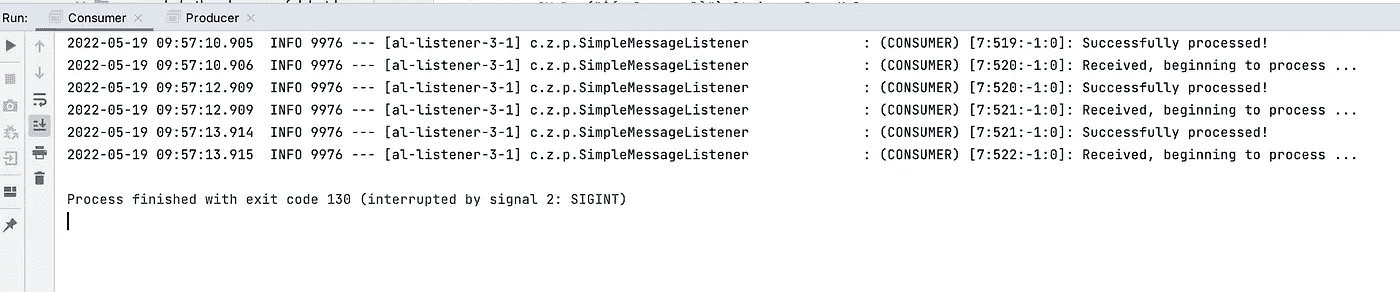 Run: Consumer Producer
2022-05-19 09:57:10.905 INFO 9976 --- [al-listener-3-1] c.z.p.SimpleMessageListener : (CONSUMER) [7:519:-1:0]: Successfully processed!
2022-05-19 09:57:10.906 INFO 9976 --- [al-listener-3-1] c.z.p.SimpleMessageListener : (CONSUMER) [7:520:-1:0]: Received, beginning to process ...
2022-05-19 09:57:12.909 INFO 9976 --- [al-listener-3-1] c.z.p.SimpleMessageListener : (CONSUMER) [7:520:-1:0]: Successfully processed!
2022-05-19 09:57:12.909 INFO 9976 --- [al-listener-3-1] c.z.p.SimpleMessageListener : (CONSUMER) [7:521:-1:0]: Received, beginning to process ...
2022-05-19 09:57:13.914 INFO 9976 --- [al-listener-3-1] c.z.p.SimpleMessageListener : (CONSUMER) [7:521:-1:0]: Successfully processed!
2022-05-19 09:57:13.915 INFO 9976 --- [al-listener-3-1] c.z.p.SimpleMessageListener : (CONSUMER) [7:522:-1:0]: Received, beginning to process ...
Process finished with exit code 130 (interrupted by signal 2: SIGINT)